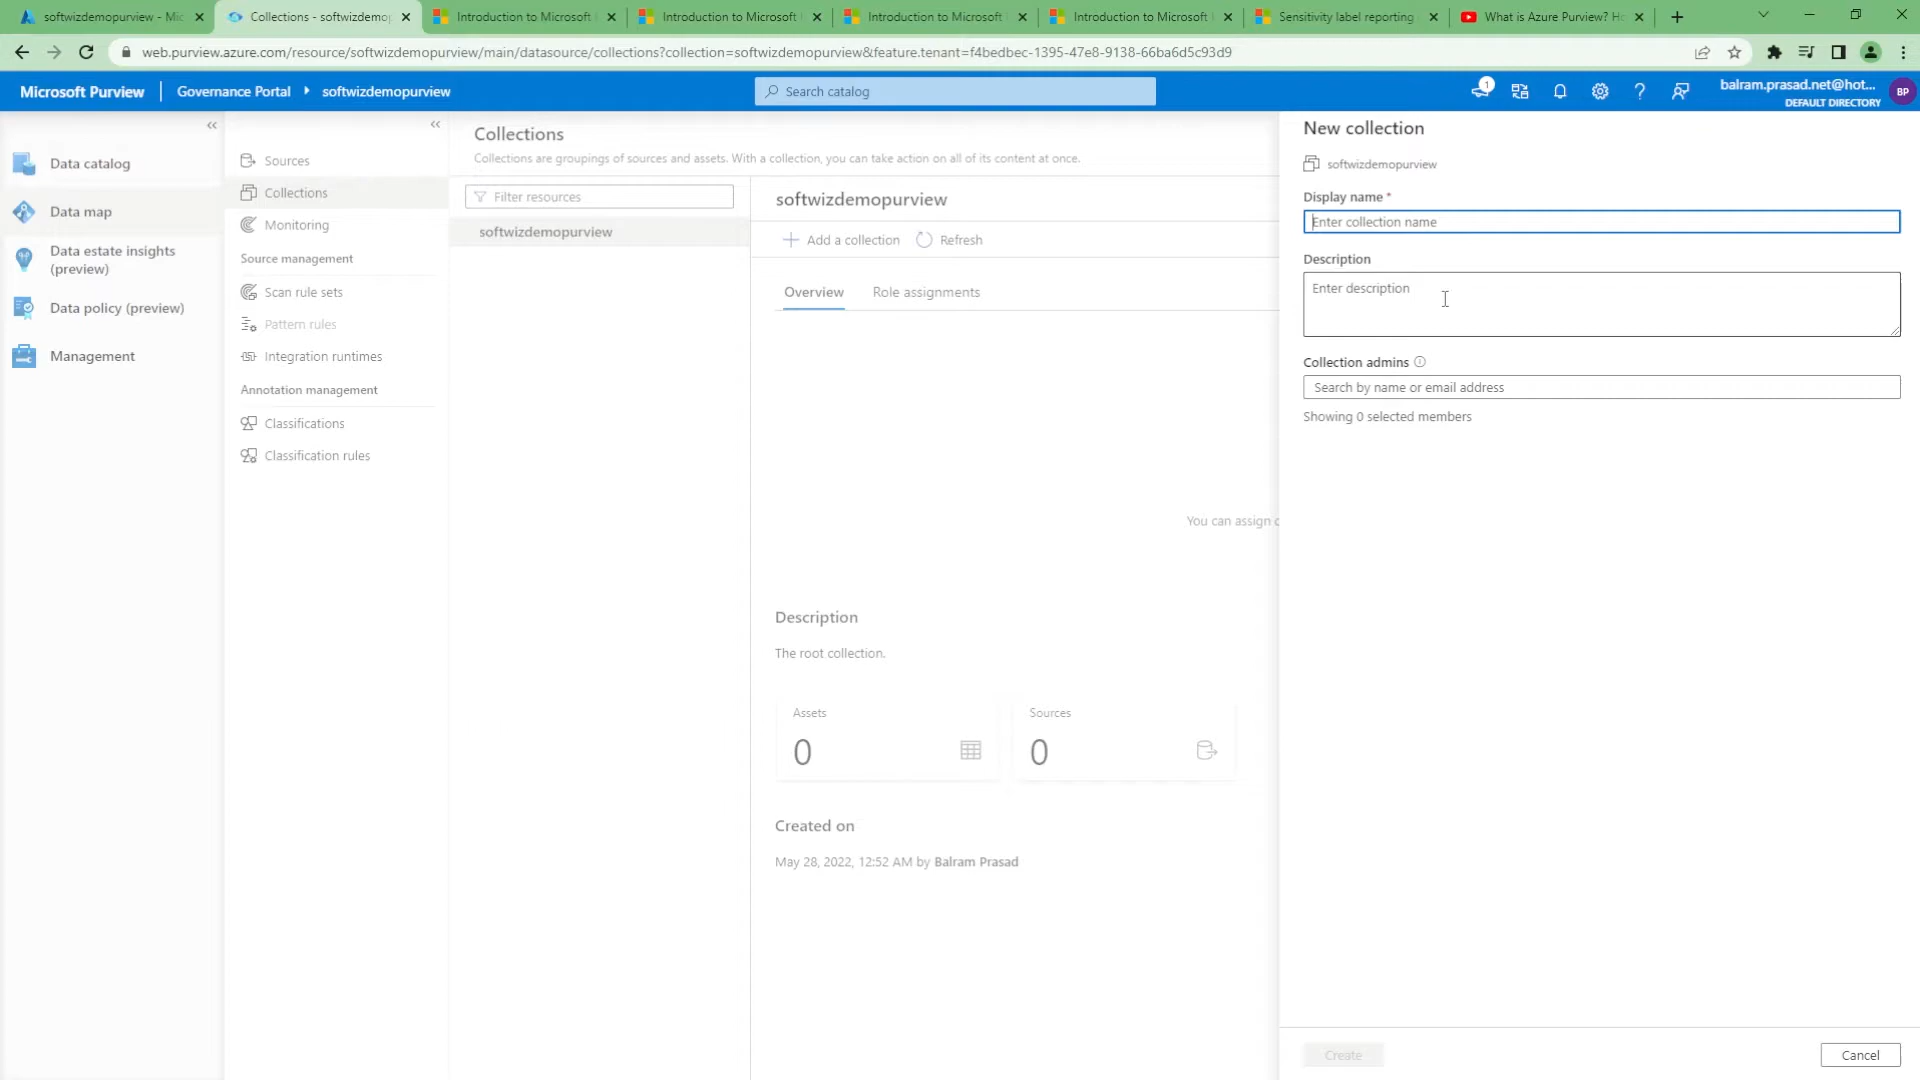 softwizdemopurview - Mic
Collections - softwizdemop
Introduction to Microsoft
Introduction to Microsoft
Introduction to Microsoft
Introduction to Microsoft
Sensitivity label reporting
What is Azure Purview? Ho
web.purview.azure.com/resource/softwizdemopurview/main/datasource/collections?collection=softwizdemopurview&feature.tenant=f4bedbec-1395-47e8-9138-66ba6d5c93d9
Microsoft Purview
Governance Portal
softwizdemopurview
Search catalog
1
balram.prasad.net@hot...
DEFAULT DIRECTORY
BP
Data catalog
Data map
Data estate insights
(preview)
Data policy (preview)
Management
Sources
Collections
Monitoring
Source management
Scan rule sets
Pattern rules
Integration runtimes
Annotation management
Classifications
Classification rules
Collections
Collections are groupings of sources and assets. With a collection, you can take action on all of its content at once.
Filter resources
softwizdemopurview
softwizdemopurview
Add a collection
Refresh
Overview
Role assignments
You can assign c
Description
The root collection.
Assets
0
Sources
0
Created on
May 28, 2022, 12:52 AM by Balram Prasad
New collection
softwizdemopurview
Display name *
Enter collection name
Description
Enter description
Collection admins
Search by name or email address
Showing 0 selected members
Create
Cancel